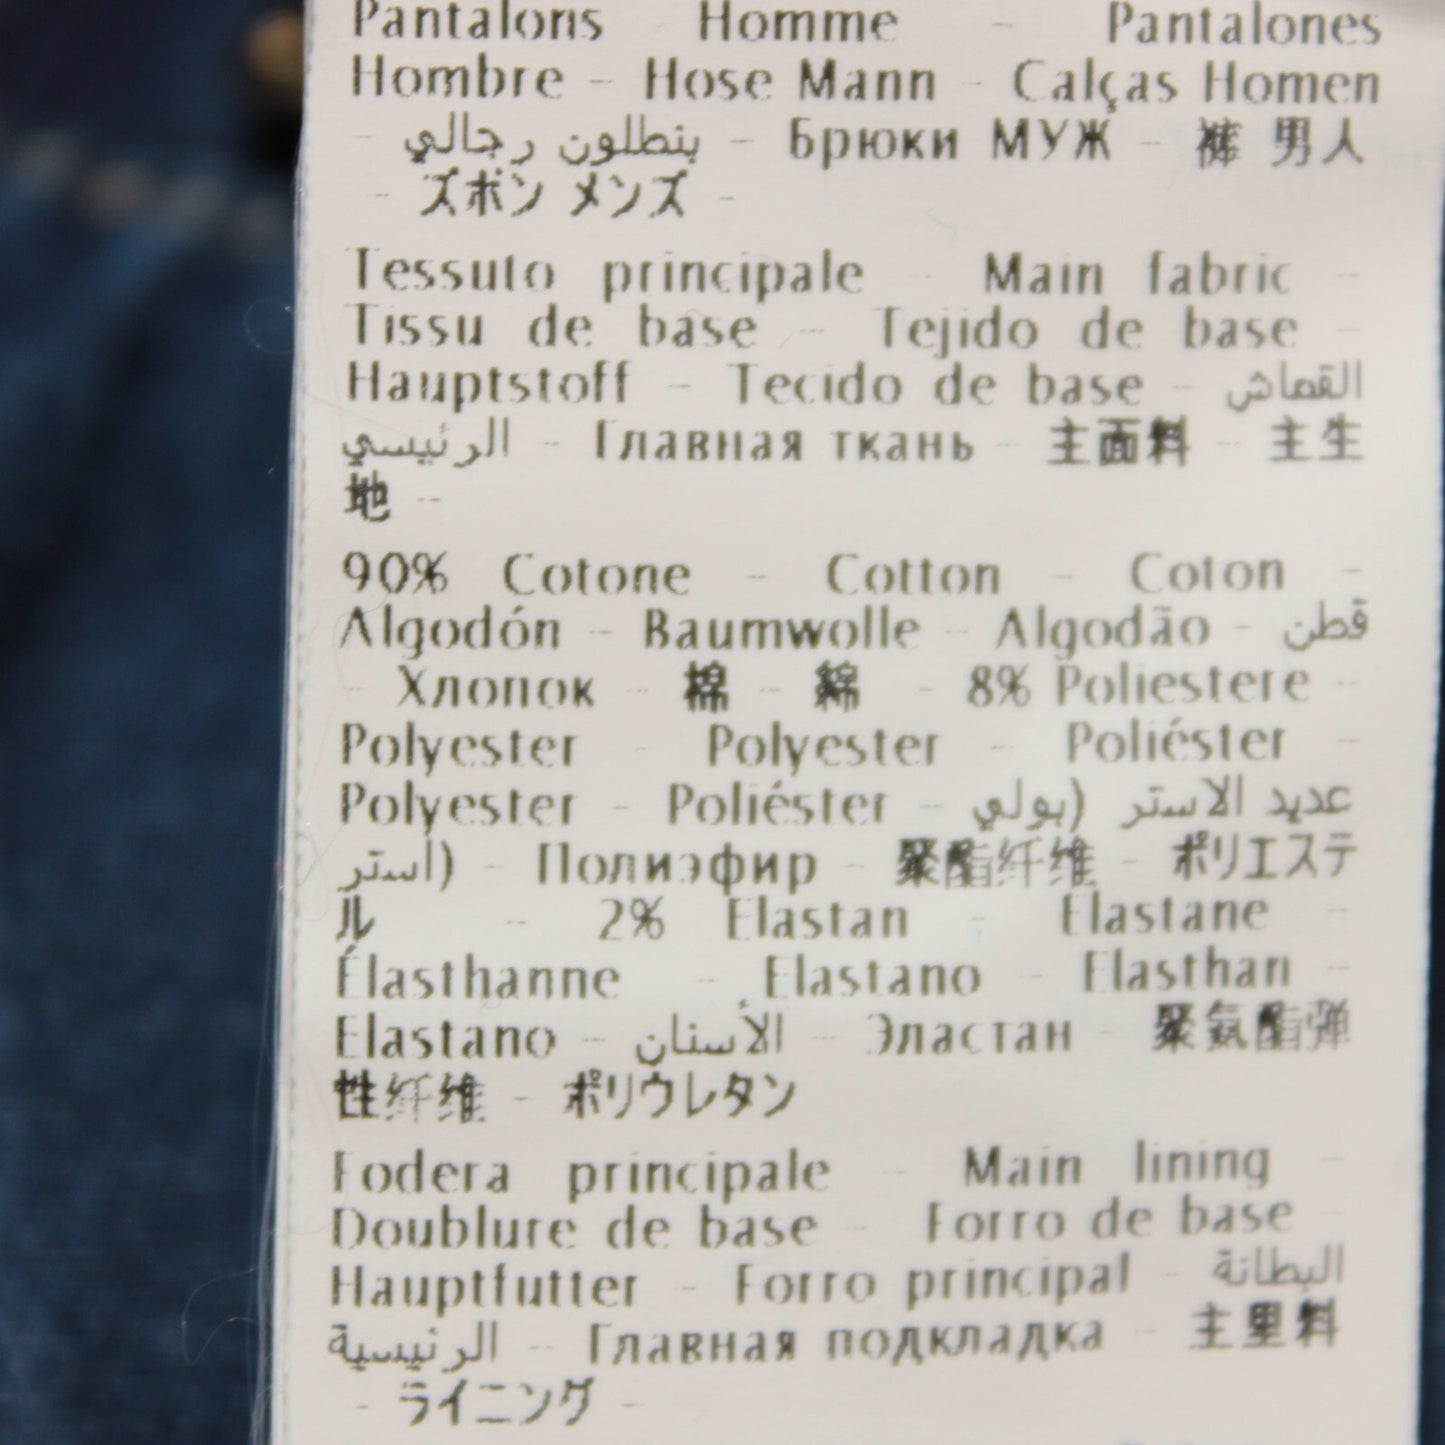 Pantalons Homme - Pantalones
Hombre - Hose Mann - Calças Homen
- بنطلون رجالي - Брюки МУЖ - 裤 男人
- ズボン メンズ -
Tessuto principale - Main fabric -
Tissu de base - Tejido de base -
Hauptstoff - Tecido de base - القماش
الرئيسي - Главная ткань - 主面料 - 主生
地 -
90% Cotone - Cotton - Coton -
Algodón - Baumwolle - Algodão - قطن
- Хлопок - 棉 - 綿 - 8% Poliestere -
Polyester - Polyester - Poliéster -
Polyester - Poliéster - عديد الاستر (بولي
استر) - Полиэфир - 聚酯纤维 - ポリエステ
ル - 2% Elastan - Elastane -
Élasthanne - Elastano - Elasthan -
Elastano - الأسنان - Эластан - 聚氨酯弹
性纤维 - ポリウレタン
Fodera principale - Main lining -
Doublure de base - Forro de base -
Hauptfutter - Forro principal - البطانة
الرئيسية - Главная подкладка - 主里料
- ライニング -